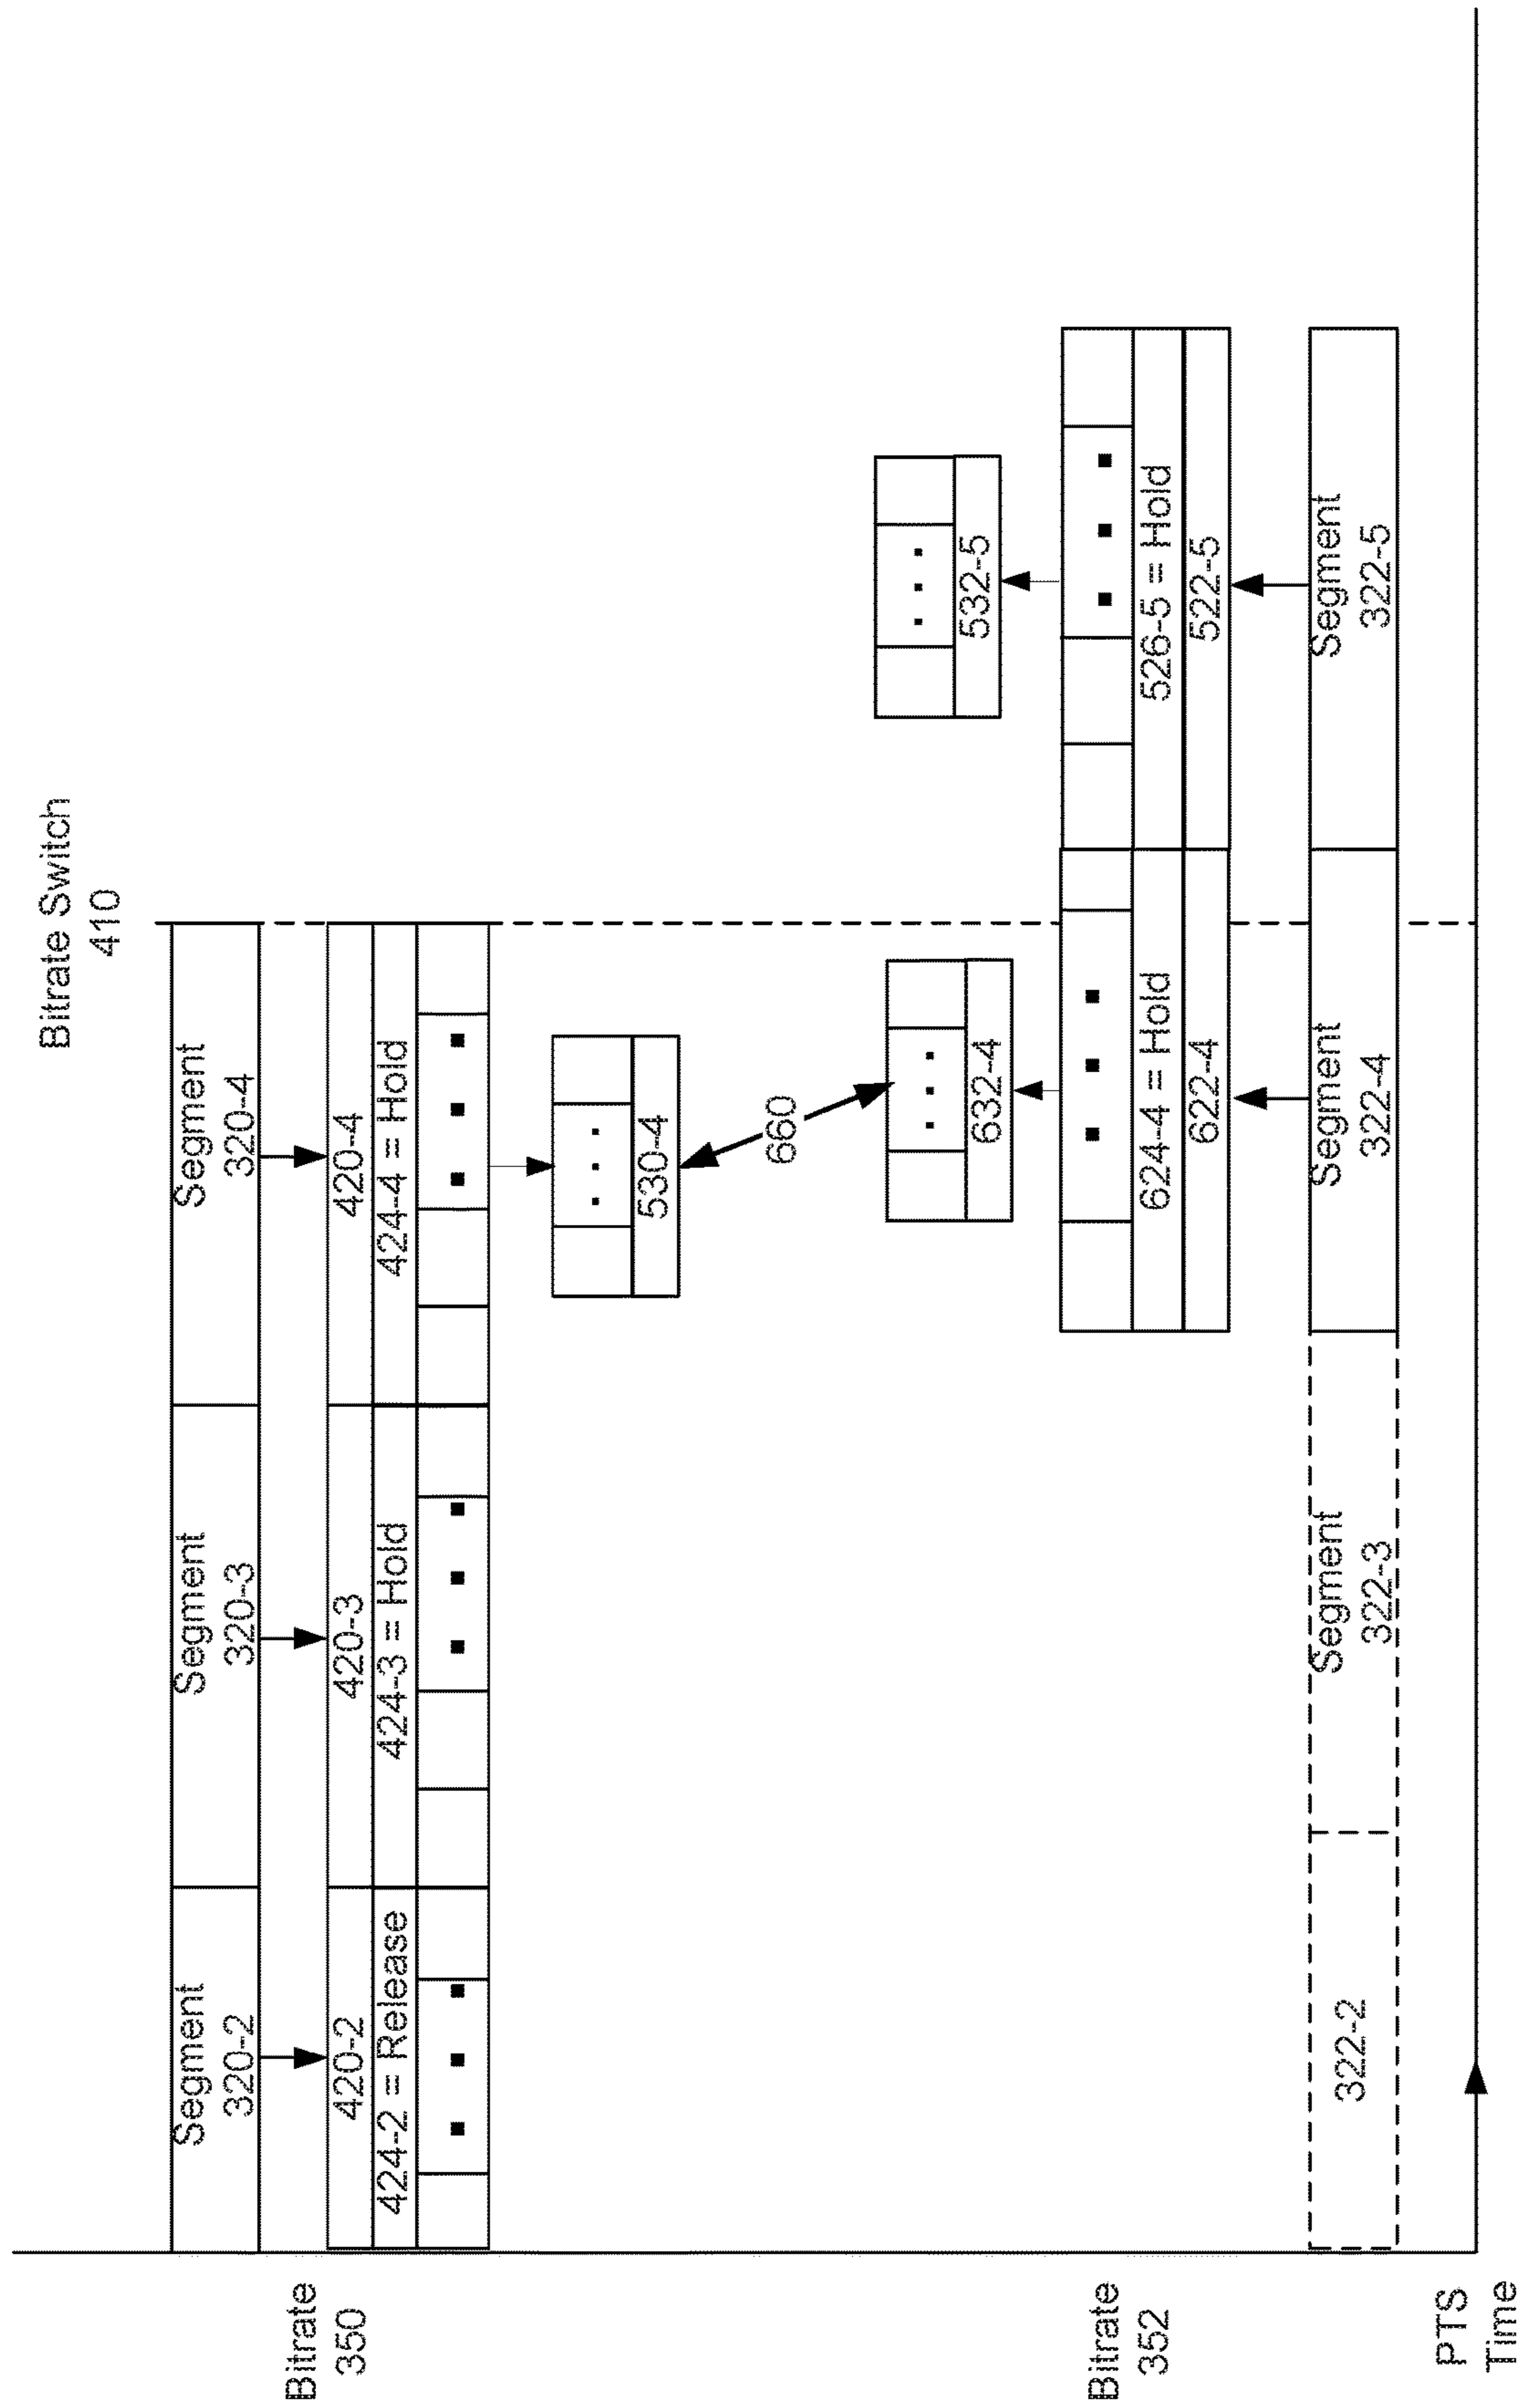 Bitrate Switch
410
Bitrate
350
Segment
320-2
Segment
320-3
Segment
320-4
420-2
420-3
420-4
424-2 = Release
424-3 = Hold
424-4 = Hold
530-4
660
632-4
532-5
Bitrate
352
624-4 = Hold
526-5 = Hold
622-4
522-5
322-2
Segment
322-3
Segment
322-4
Segment
322-5
PTS
Time